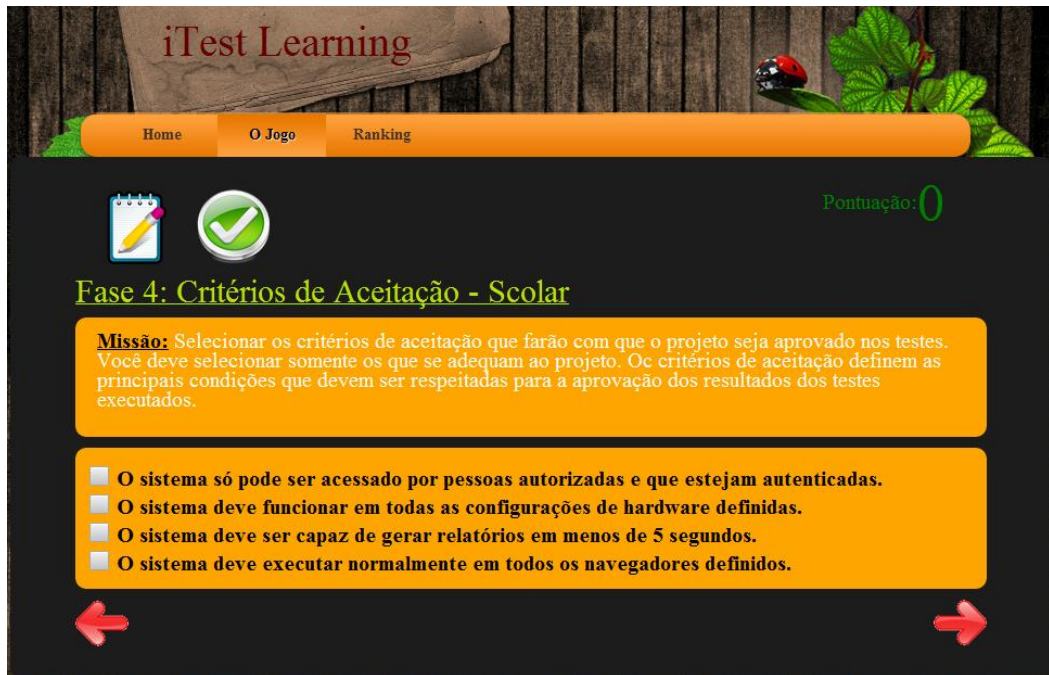 iTest Learning
Home
O Jogo
Ranking
Pontuação:0
Fase 4: Critérios de Aceitação - Scolar
Missão: Selecionar os critérios de aceitação que farão com que o projeto seja aprovado nos testes.
Você deve selecionar somente os que se adequam ao projeto. Oc critérios de aceitação definem as
principais condições que devem ser respeitadas para a aprovação dos resultados dos testes
executados.
O sistema só pode ser acessado por pessoas autorizadas e que estejam autenticadas.
O sistema deve funcionar em todas as configurações de hardware definidas.
O sistema deve ser capaz de gerar relatórios em menos de 5 segundos.
O sistema deve executar normalmente em todos os navegadores definidos.